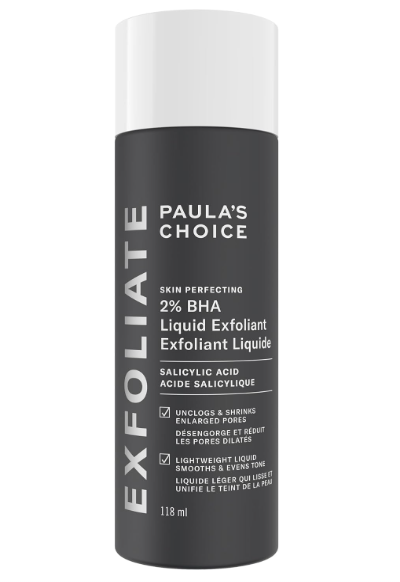 EXFOLIATE
PAULA'S
CHOICE
SKIN PERFECTING
2% BHA
Liquid Exfoliant
Exfoliant Liquide
SALICYLIC ACID
ACIDE SALICYLIQUE
UNCLOGS & SHRINKS
ENLARGED PORES
DÉSENGORGE ET RÉDUIT
LES PORES DILATÉS
LIGHTWEIGHT LIQUID
SMOOTHS & EVENS TONE
LIQUIDE LÉGER QUI LISSE ET
UNIFIE LE TEINT DE LA PEAU
118 ml